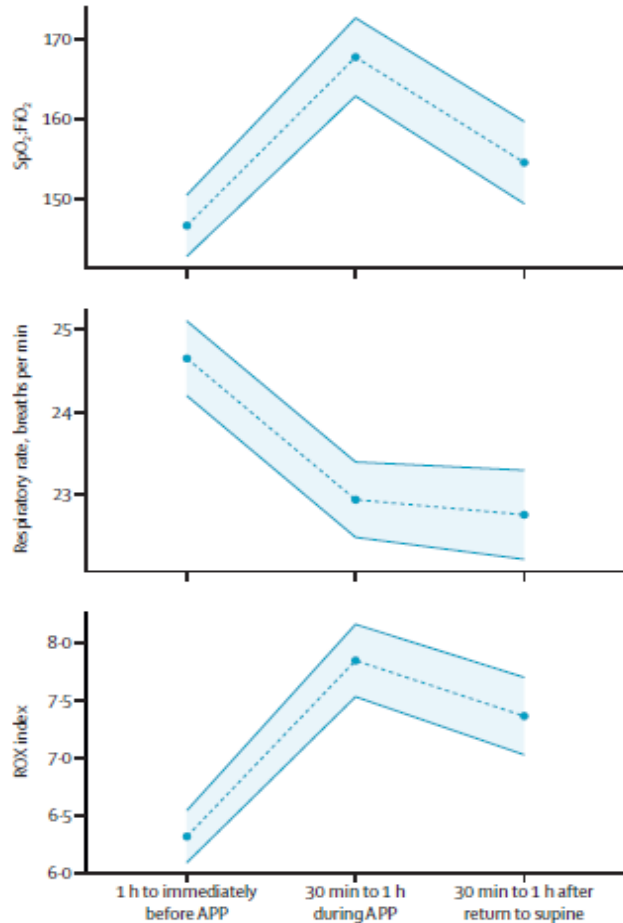 SpO₂:FiO₂
170
160
150
Respiratory rate, breaths per min
25
24
23
ROX index
8·0
7·5
7·0
6·5
6·0
1 h to immediately
before APP
30 min to 1 h
during APP
30 min to 1 h after
return to supine